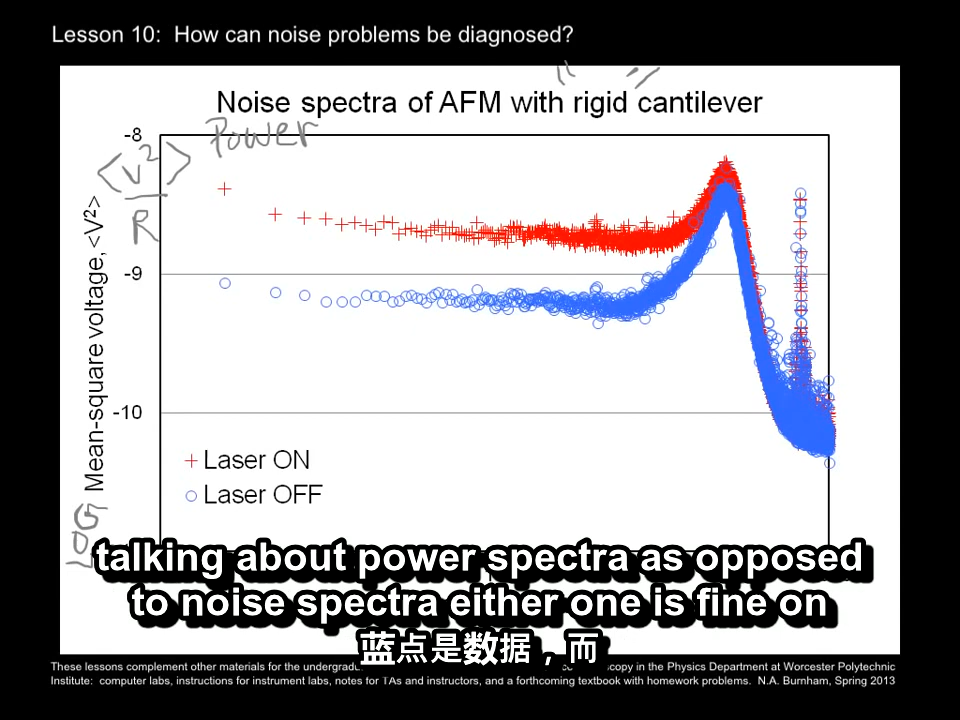 Lesson 10: How can noise problems be diagnosed?
Noise spectra of AFM with rigid cantilever
Power
<V²>
R
LOG Mean-square voltage, <V²>
-8
-9
-10
+ Laser ON
○ Laser OFF
talking about power spectra as opposed
to noise spectra either one is fine on
蓝点是数据，而
These lessons complement other materials for the undergradu
copy in the Physics Department at Worcester Polytechnic
Institute: computer labs, instructions for instrument labs, notes for TAs and instructors, and a forthcoming textbook with homework problems. N.A. Burnham, Spring 2013